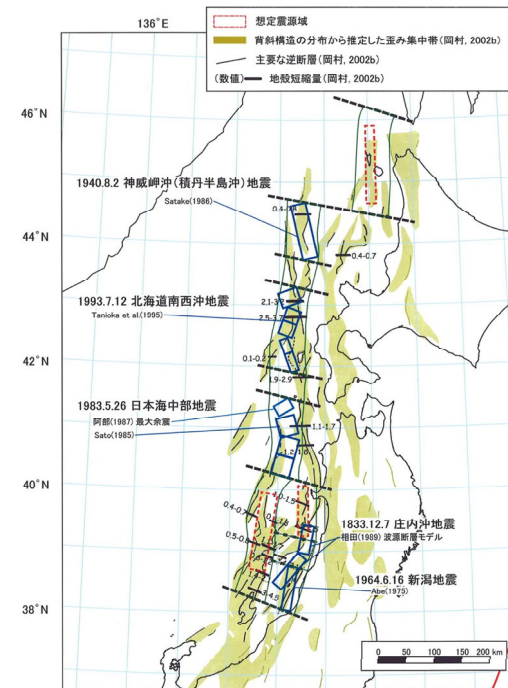 136°E
想定震源域
背斜構造の分布から推定した歪み集中帯(岡村, 2002b)
主要な逆断層(岡村, 2002b)
(数値) 地殻短縮量(岡村, 2002b)
46°N
1940.8.2 神威岬沖(積丹半島沖)地震
Satake(1986)
44°N
0.4-0.7
1993.7.12 北海道南西沖地震
Tanioka et al.(1995)
2.5-3.7
42°N
0.1-0.2
1.9-2.9
1983.5.26 日本海中部地震
阿部(1987) 最大余震
Sato(1985)
1.1-1.7
40°N
0.4-0.7
1833.12.7 庄内沖地震
相田(1989) 波源断層モデル
1964.6.16 新潟地震
Abe(1975)
38°N
0 50 100 150 200 km